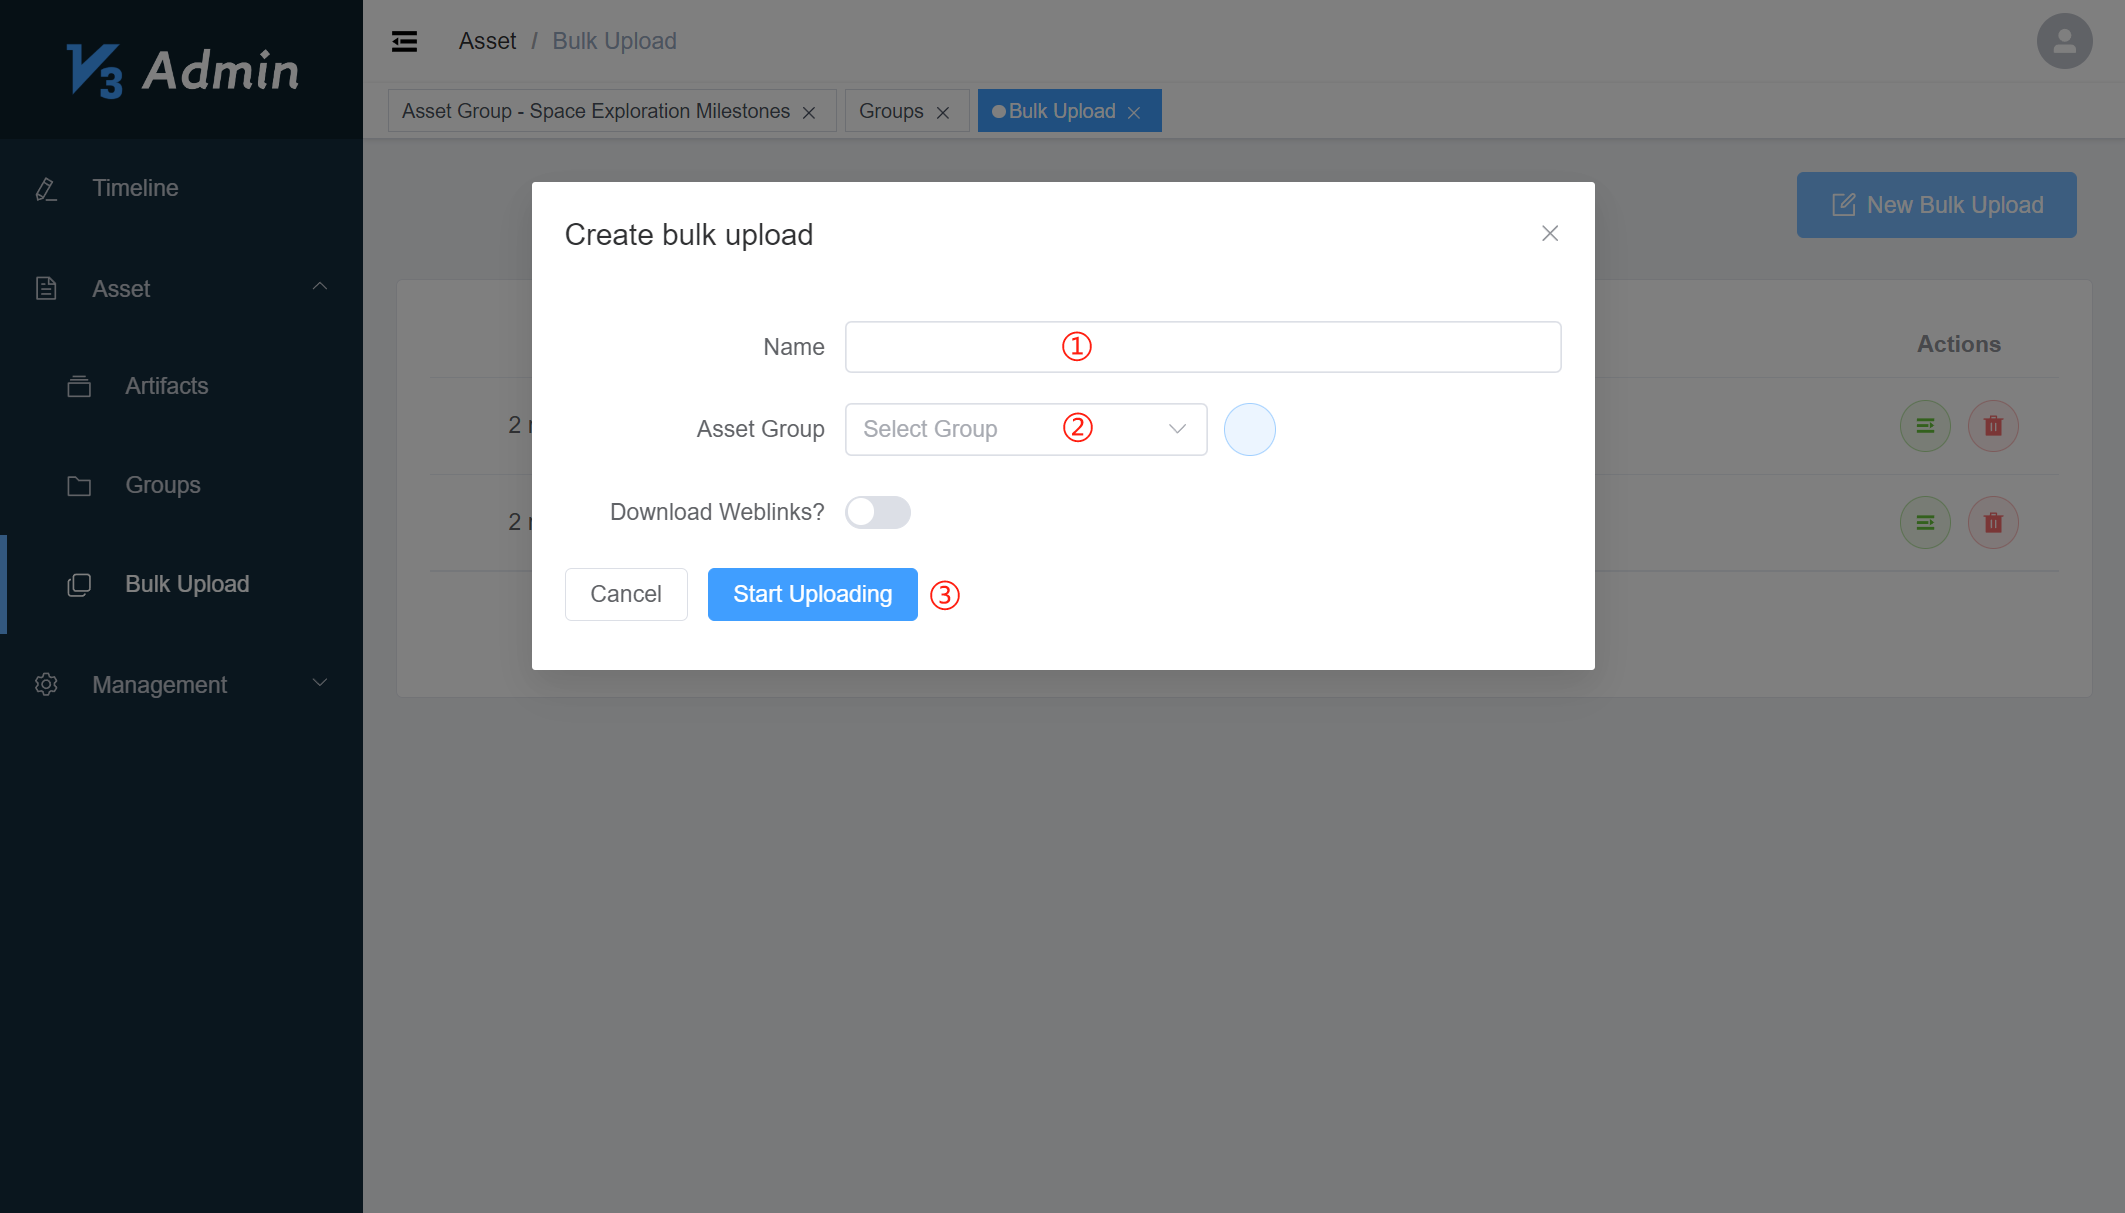 V3 Admin
Asset / Bulk Upload
Asset Group - Space Exploration Milestones
Groups
Bulk Upload
Timeline
Asset
Artifacts
Groups
Bulk Upload
Management
New Bulk Upload
Actions
2
2
Create bulk upload
Name ①
Asset Group Select Group ②
Download Weblinks?
Cancel
Start Uploading ③